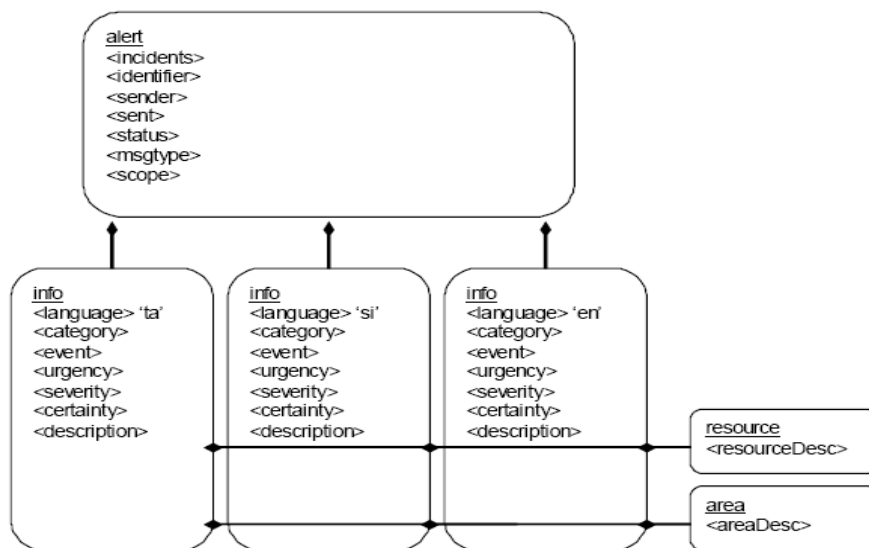 alert
<incidents>
<identifier>
<sender>
<sent>
<status>
<msgtype>
<scope>
info
<language> ‘ta’
<category>
<event>
<urgency>
<severity>
<certainty>
<description>
info
<language> ‘si’
<category>
<event>
<urgency>
<severity>
<certainty>
<description>
info
<language> ‘en’
<category>
<event>
<urgency>
<severity>
<certainty>
<description>
resource
<resourceDesc>
area
<areaDesc>